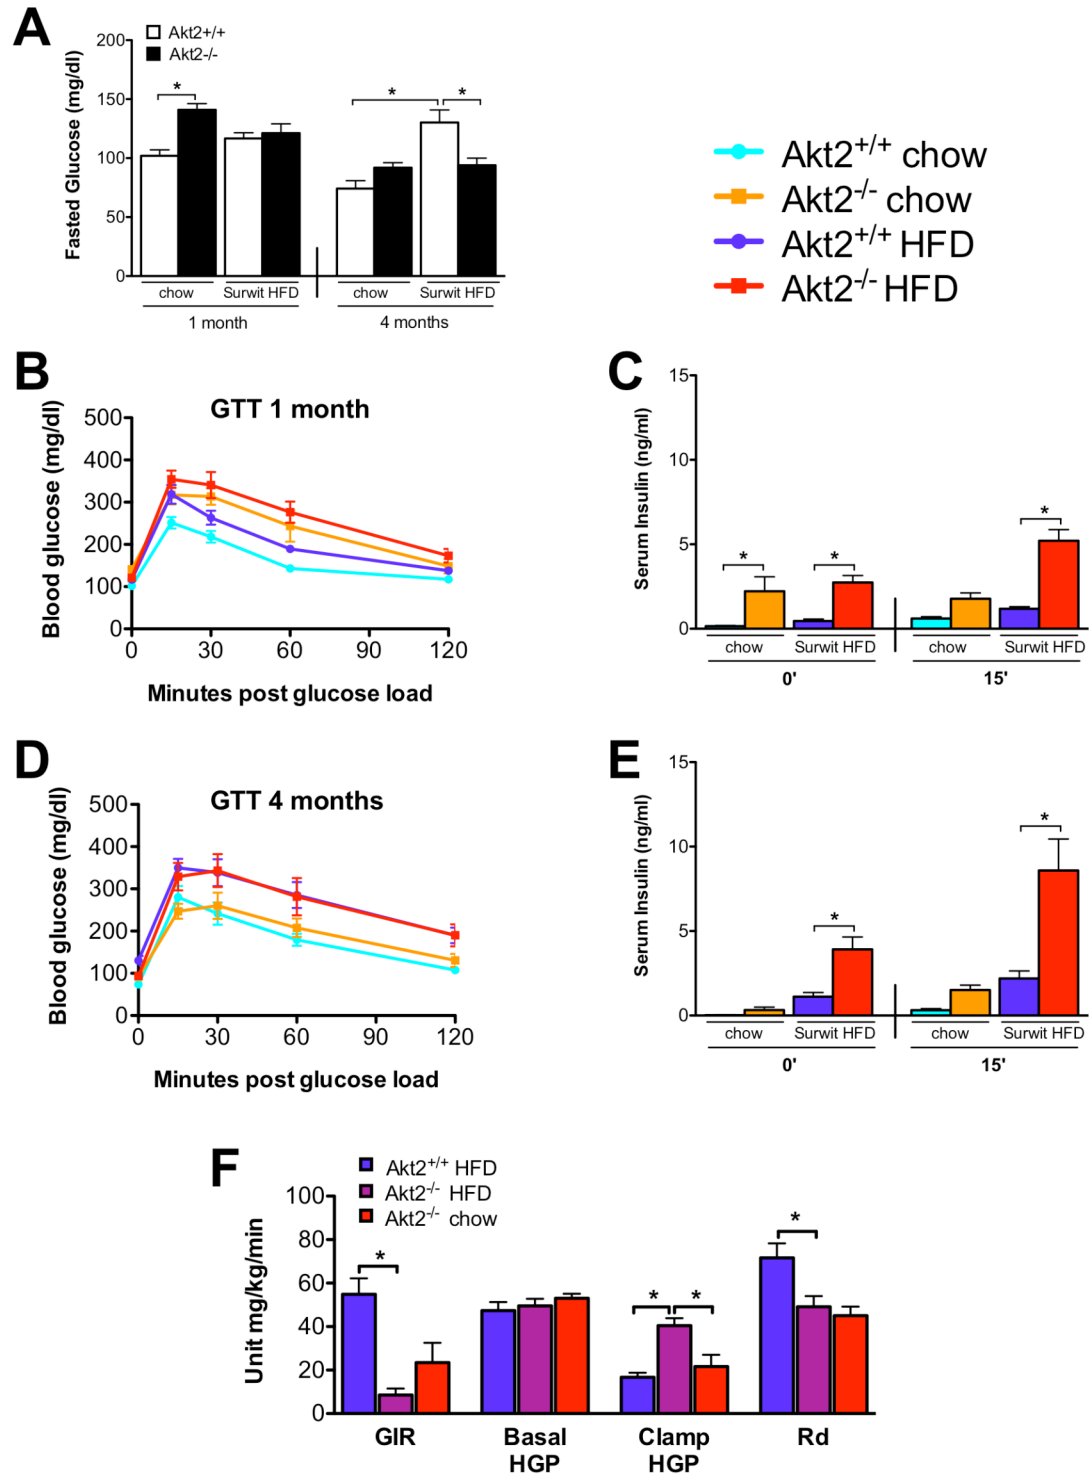 A
Fasted Glucose (mg/dl)
200
150
100
50
0
Akt2+/+
Akt2-/-
*
*
*
chow
Surwit HFD
chow
Surwit HFD
1 month
4 months
Akt2+/+ chow
Akt2-/- chow
Akt2+/+ HFD
Akt2-/- HFD
B
GTT 1 month
Blood glucose (mg/dl)
500
400
300
200
100
0
0
30
60
90
120
Minutes post glucose load
C
Serum Insulin (ng/ml)
15
10
5
0
*
*
*
chow
Surwit HFD
chow
Surwit HFD
0'
15'
D
GTT 4 months
Blood glucose (mg/dl)
500
400
300
200
100
0
0
30
60
90
120
Minutes post glucose load
E
Serum Insulin (ng/ml)
15
10
5
0
*
*
chow
Surwit HFD
chow
Surwit HFD
0'
15'
F
Akt2+/+ HFD
Akt2-/- HFD
Akt2-/- chow
Unit mg/kg/min
100
80
60
40
20
0
*
*
*
*
GIR
Basal
HGP
Clamp
HGP
Rd